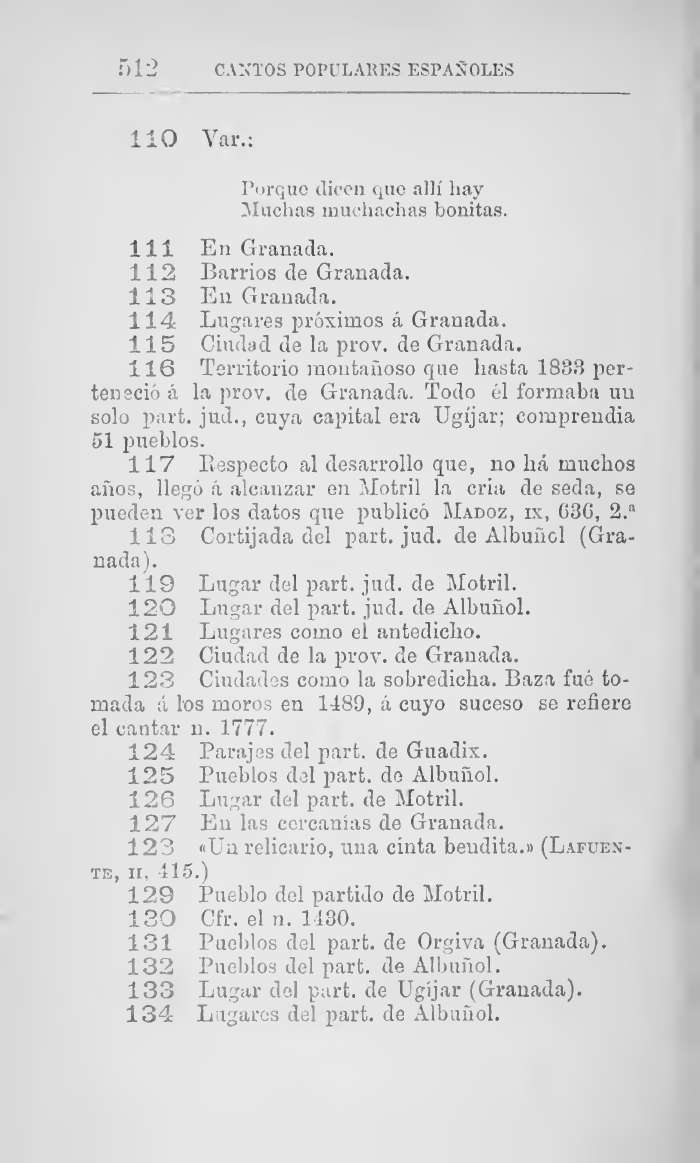 512 CANTOS POPULARES ESPAÑOLES
110 Var.:
Porque dicen que allí hay
Muchas muchachas bonitas.
111 En Granada.
112 Barrios de Granada.
113 En Granada.
114 Lugares próximos á Granada.
115 Ciudad de la prov. de Granada.
116 Territorio montañoso que hasta 1833 per-
teneció á la prov. de Granada. Todo él formaba un
solo part. jud., cuya capital era Ugíjar; comprendia
51 pueblos.
117 Respecto al desarrollo que, no há muchos
años, llegó á alcanzar en Motril la cria de seda, se
pueden ver los datos que publicó MADOZ, IX, 636, 2.ª
118 Cortijada del part. jud. de Albuñol (Gra-
nada).
119 Lugar del part. jud. de Motril.
120 Lugar del part. jud. de Albuñol.
121 Lugares como el antedicho.
122 Ciudad de la prov. de Granada.
123 Ciudades como la sobredicha. Baza fué to-
mada á los moros en 1489, á cuyo suceso se refiere
el cantar n. 1777.
124 Parajes del part. de Guadix.
125 Pueblos del part. de Albuñol.
126 Lugar del part. de Motril.
127 En las cercanías de Granada.
128 «Un relicario, una cinta bendita.» (LAFUEN-
TE, II, 415.)
129 Pueblo del partido de Motril.
130 Cfr. el n. 1430.
131 Pueblos del part. de Orgiva (Granada).
132 Pueblos del part. de Albuñol.
133 Lugar del part. de Ugíjar (Granada).
134 Lugares del part. de Albuñol.